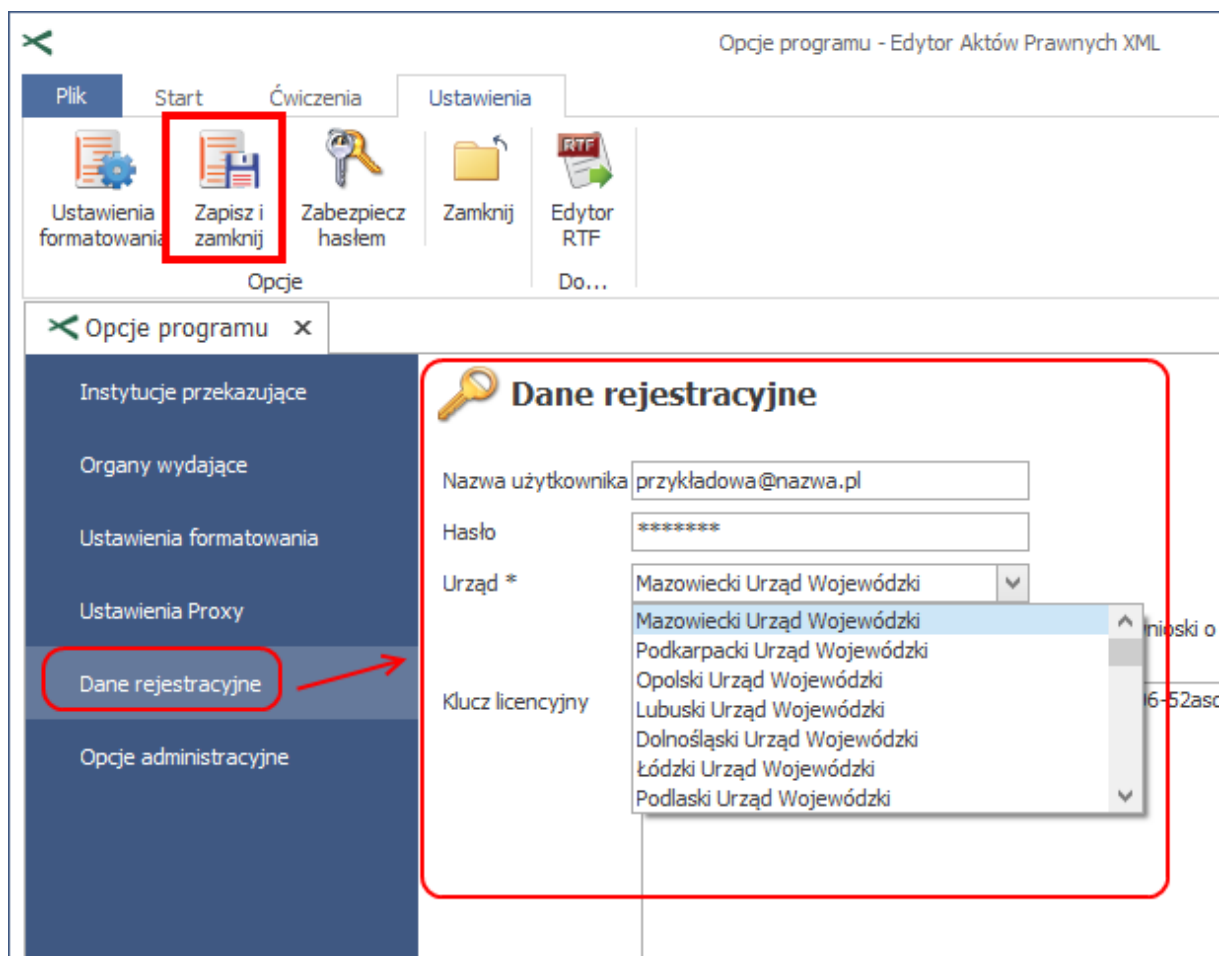 Opcje programu - Edytor Aktów Prawnych XML
Plik Start Ćwiczenia Ustawienia
RTF
Ustawienia formatowania
Zapisz i zamknij
Zabezpiecz hasłem
Zamknij
Edytor RTF
Opcje Do...
Opcje programu x
Instytucje przekazujące
Organy wydające
Ustawienia formatowania
Ustawienia Proxy
Dane rejestracyjne
Opcje administracyjne
Dane rejestracyjne
Nazwa użytkownika przykładowa@nazwa.pl
Hasło *******
Urząd * Mazowiecki Urząd Wojewódzki
Mazowiecki Urząd Wojewódzki
Podkarpacki Urząd Wojewódzki
Opolski Urząd Wojewódzki
Lubuski Urząd Wojewódzki
Dolnośląski Urząd Wojewódzki
Łódzki Urząd Wojewódzki
Podlaski Urząd Wojewódzki
Klucz licencyjny